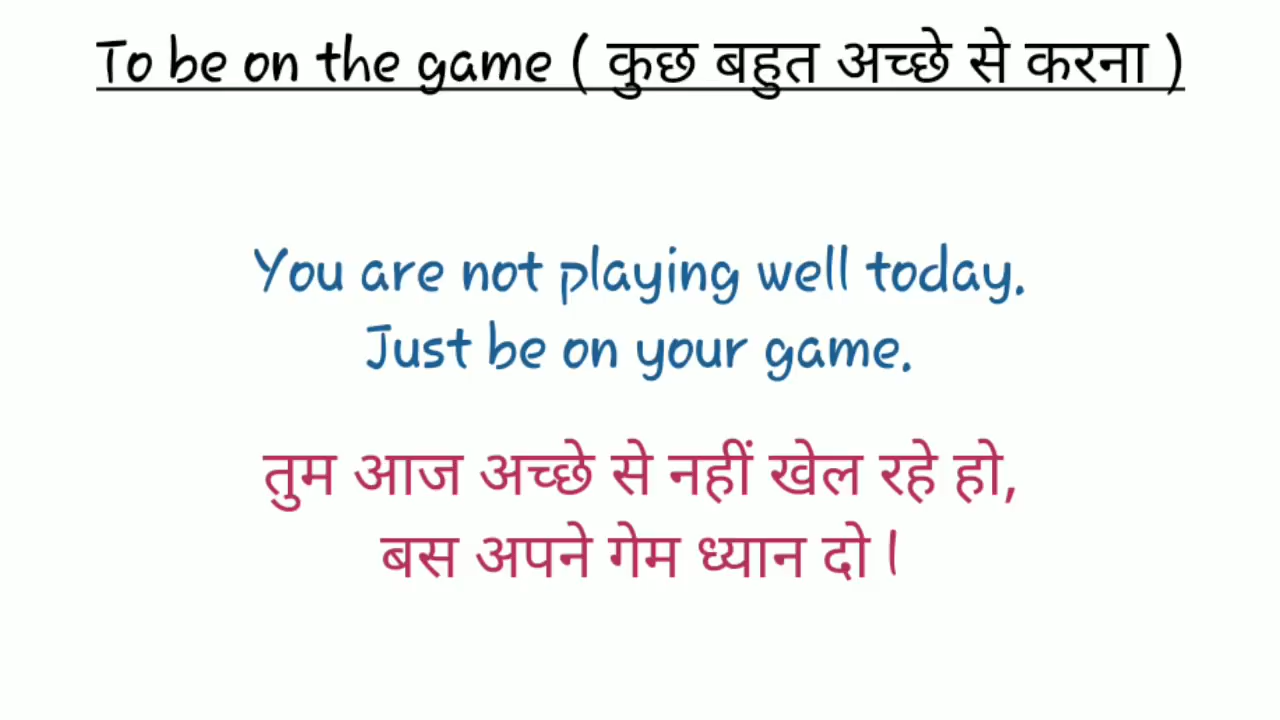 To be on the game ( कुछ बहुत अच्छे से करना )
You are not playing well today.
Just be on your game.
तुम आज अच्छे से नहीं खेल रहे हो,
बस अपने गेम ध्यान दो ।